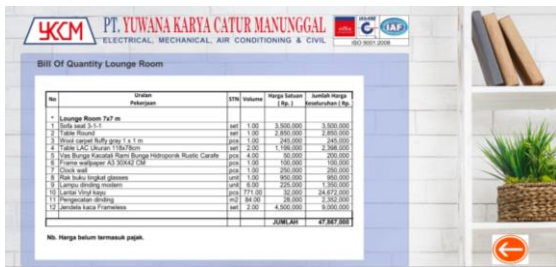 YKCM PT. YUWANA KARYA CATUR MANUNGGAL
ELECTRICAL, MECHANICAL, AIR CONDITIONING & CIVIL
IAF
ISO 9001:2008
Bill Of Quantity Lounge Room
No Uraian Pekerjaan STN Volume Harga Satuan ( Rp. ) Jumlah Harga Keseluruhan ( Rp.
* Lounge Room 7x7 m
1 Sofa seat 3-1-1 set 1.00 3,500,000 3,500,000
2 Table Round set 1.00 2,850,000 2,850,000
3 Wool carpet fluffy gray 1 x 1 m pcs 1.00 245,000 245,000
4 Table LAC Ukuran 118x78cm set 2.00 1,199,000 2,398,000
5 Vas Bunga Kacatali Rami Bunga Hidroponik Rustic Carafe pcs 4.00 50,000 200,000
6 Frame wallpaper A3 30X42 CM pcs 1.00 100,000 100,000
7 Clock wall pcs 1.00 250,000 250,000
8 Rak buku tingkat glasses unit 1.00 950,000 950,000
9 Lampu dinding modern unit 6.00 225,000 1,350,000
10 Lantai Vinyl kayu pcs 771.00 32,000 24,672,000
11 Pengecatan dinding m2 84.00 28,000 2,352,000
12 Jendela kaca Frameless set 2.00 4,500,000 9,000,000
JUMLAH 47,867,000
Nb. Harga belum termasuk pajak.